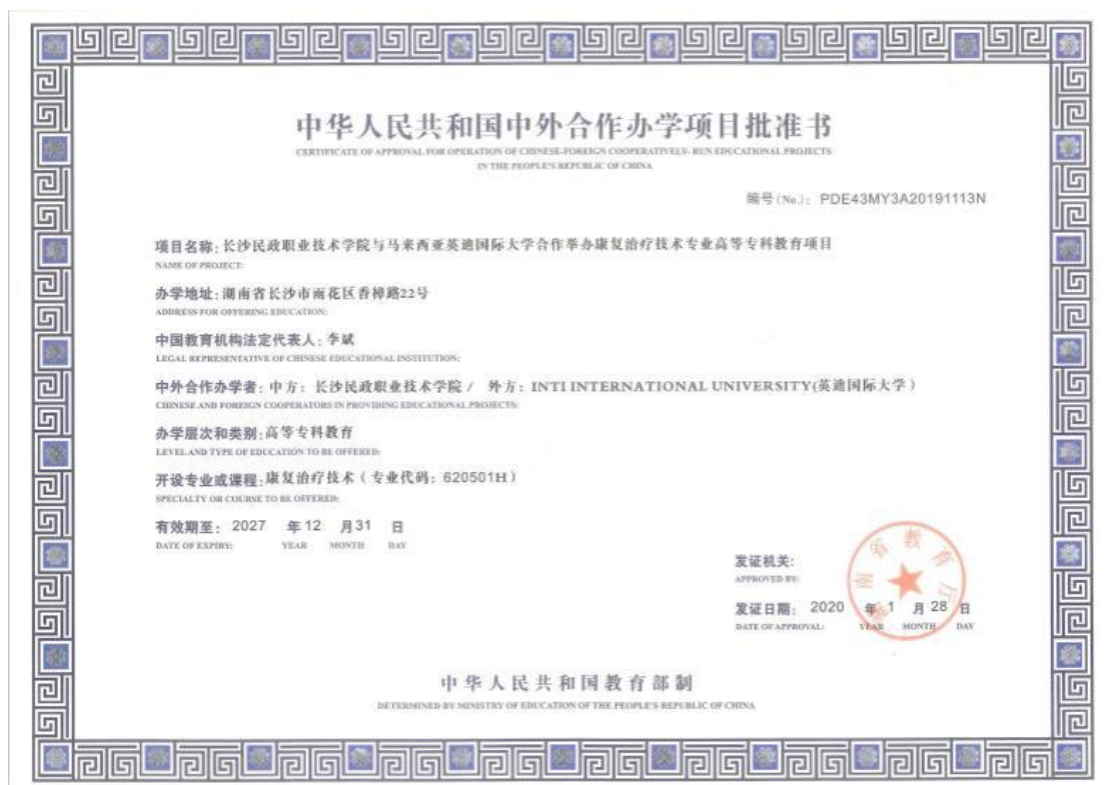 中华人民共和国中外合作办学项目批准书
CERTIFICATE OF APPROVAL FOR OPERATION OF CHINESE-FOREIGN COOPERATIVELY- RUN EDUCATIONAL PROJECTS
IN THE PEOPLE'S REPUBLIC OF CHINA
编号(No.): PDE43MY3A20191113N
项目名称:长沙民政职业技术学院与马来西亚英迪国际大学合作举办康复治疗技术专业高等专科教育项目
NAME OF PROJECT:
办学地址:湖南省长沙市雨花区香樟路22号
ADDRESS FOR OFFERING EDUCATION:
中国教育机构法定代表人:李斌
LEGAL REPRESENTATIVE OF CHINESE EDUCATIONAL INSTITUTION:
中外合作办学者:中方:长沙民政职业技术学院 / 外方:INTI INTERNATIONAL UNIVERSITY(英迪国际大学)
CHINESE AND FOREIGN COOPERATORS IN PROVIDING EDUCATIONAL PROJECTS:
办学层次和类别:高等专科教育
LEVEL AND TYPE OF EDUCATION TO BE OFFERED:
开设专业或课程:康复治疗技术(专业代码:620501H)
SPECIALTY OR COURSE TO BE OFFERED:
有效期至: 2027 年 12 月 31 日
DATE OF EXPIRY: YEAR MONTH DAY
湖南省教育厅
发证机关:
APPROVED BY:
发证日期: 2020 年 1 月 28 日
DATE OF APPROVAL: YEAR MONTH DAY
中华人民共和国教育部制
DETERMINED BY MINISTRY OF EDUCATION OF THE PEOPLE'S REPUBLIC OF CHINA